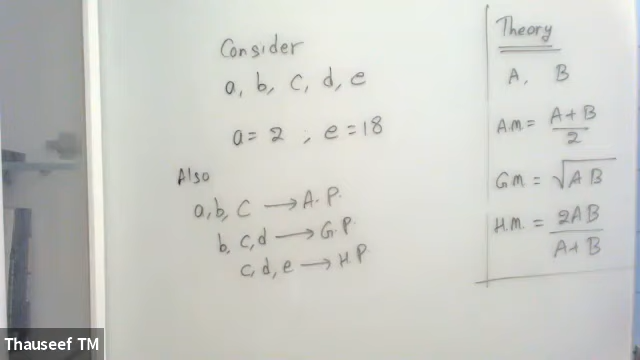 Consider
a, b, c, d, e
a = 2 , e = 18
Also
a, b, c → A.P.
b, c, d → G.P.
c, d, e → H.P.
Theory
A, B
A.M = A+B / 2
G.M = √AB
H.M = 2AB / A+B
Thauseef TM